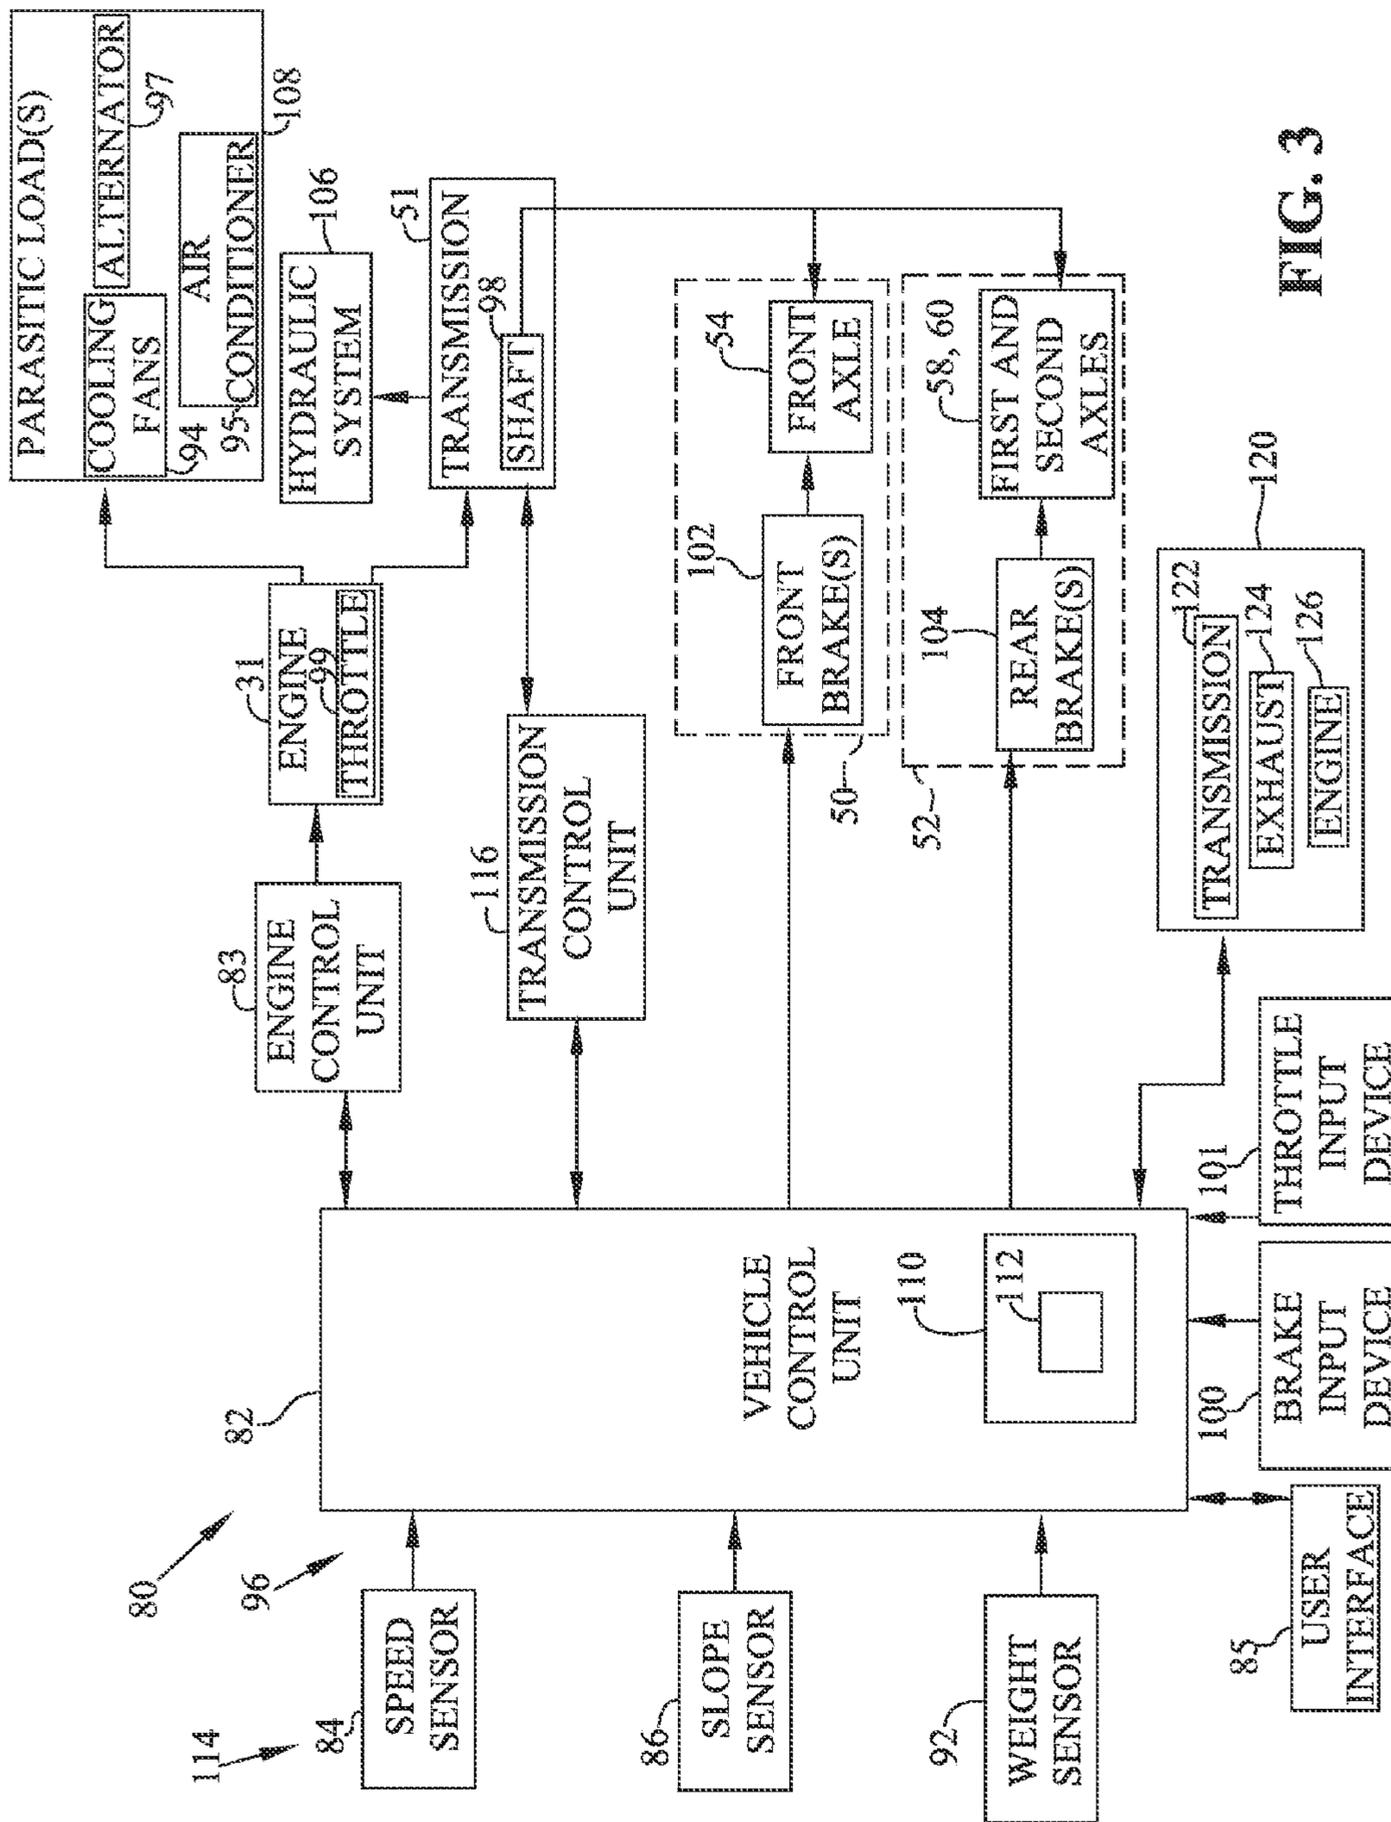 80
114
96
84
SPEED
SENSOR
86
SLOPE
SENSOR
92
WEIGHT
SENSOR
85
USER
INTERFACE
82
VEHICLE
CONTROL
UNIT
110
112
100
BRAKE
INPUT
DEVICE
101
THROTTLE
INPUT
DEVICE
83
ENGINE
CONTROL
UNIT
116
TRANSMISSION
CONTROL
UNIT
31
ENGINE
99
THROTTLE
PARASITIC LOAD(S)
COOLING
FANS
94
ALTERNATOR
97
AIR
CONDITIONER
95
108
HYDRAULIC
SYSTEM
106
51
TRANSMISSION
98
SHAFT
50
102
FRONT
BRAKE(S)
54
FRONT
AXLE
52
104
REAR
BRAKE(S)
58, 60
FIRST AND
SECOND
AXLES
120
TRANSMISSION
122
EXHAUST
124
ENGINE
126
FIG. 3